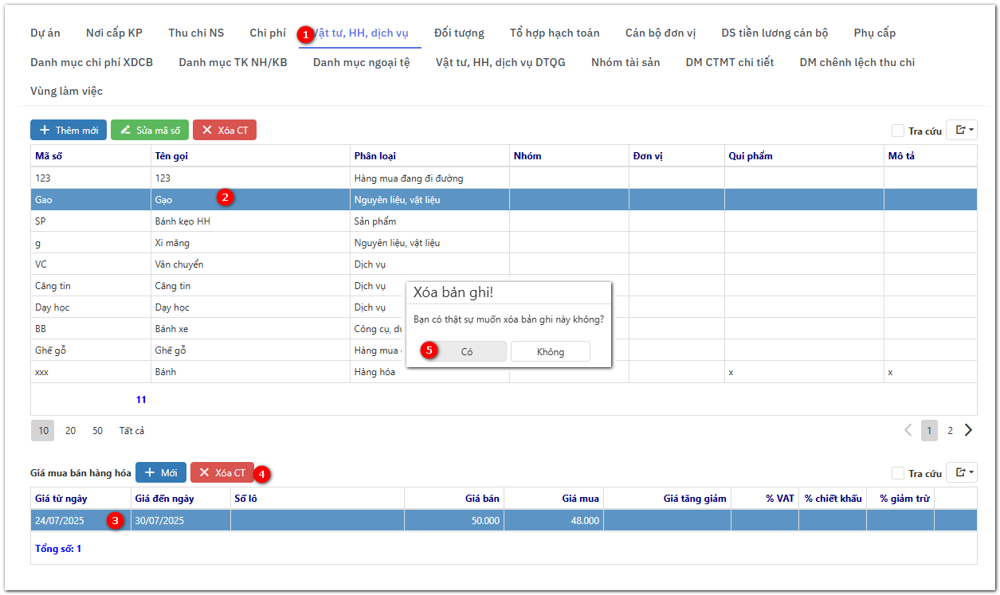 Dự án Nơi cấp KP Thu chi NS Chi phí 1 Vật tư, HH, dịch vụ Đối tượng Tổ hợp hạch toán Cán bộ đơn vị DS tiền lương cán bộ Phụ cấp
Danh mục chi phí XDCB Danh mục TK NH/KB Danh mục ngoại tệ Vật tư, HH, dịch vụ DTQG Nhóm tài sản DM CTMT chi tiết DM chênh lệch thu chi
Vùng làm việc
Thêm mới Sửa mã số Xóa CT Tra cứu
Mã số Tên gọi Phân loại Nhóm Đơn vị Qui phẩm Mô tả
123 123 Hàng mua đang đi đường
Gao Gạo 2 Nguyên liệu, vật liệu
SP Bánh kẹo HH Sản phẩm
g Xi măng Nguyên liệu, vật liệu
VC Vân chuyển Dịch vụ
Căng tin Căng tin Dịch vụ
Dạy học Dạy học Dịch vụ
BB Bánh xe Công cụ,
Ghế gỗ Ghế gỗ Hàng mua
xxx Bánh Hàng hóa x x
Xóa bản ghi!
Bạn có thật sự muốn xóa bản ghi này không?
5 Có Không
11
10 20 50 Tất cả 1 2
Giá mua bán hàng hóa Mới Xóa CT 4 Tra cứu
Giá từ ngày Giá đến ngày Số lô Giá bán Giá mua Giá tăng giảm % VAT % chiết khấu % giảm trừ
24/07/2025 3 30/07/2025 50.000 48.000
Tổng số: 1